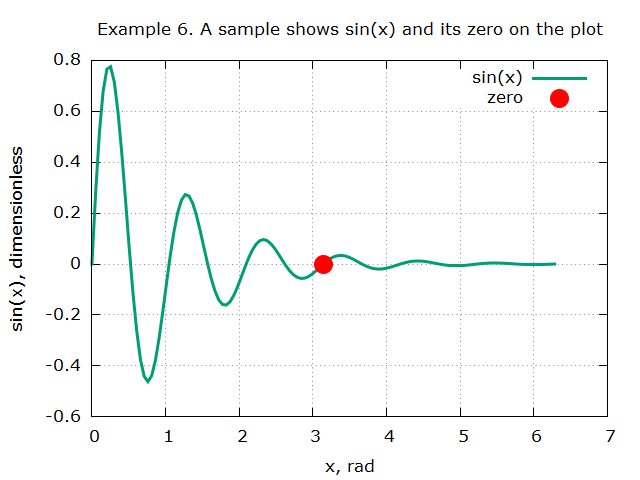 Example 6. A sample shows sin(x) and its zero on the plot
sin(x)
zero
0.8
0.6
0.4
0.2
0
-0.2
-0.4
-0.6
sin(x), dimensionless
0 1 2 3 4 5 6 7
x, rad